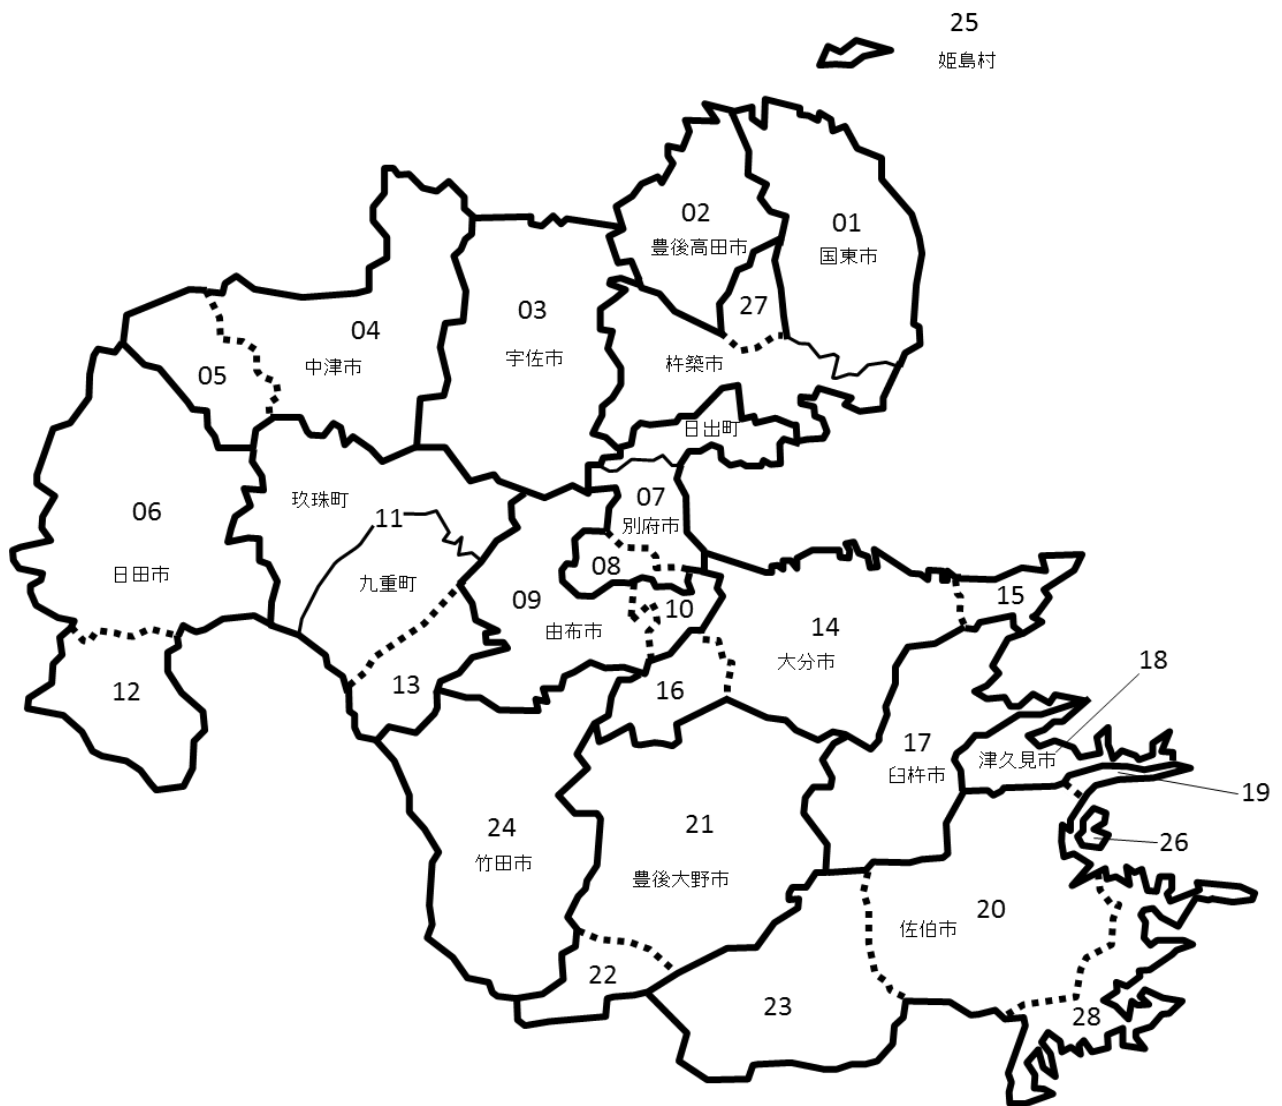 25
姫島村
02
豊後高田市
01
国東市
27
03
宇佐市
04
中津市
杵築市
05
日出町
07
別府市
玖珠町
11
06
日田市
08
九重町
09
由布市
10
15
14
大分市
18
12
13
16
17
臼杵市
津久見市
19
24
竹田市
21
豊後大野市
26
20
佐伯市
22
23
28